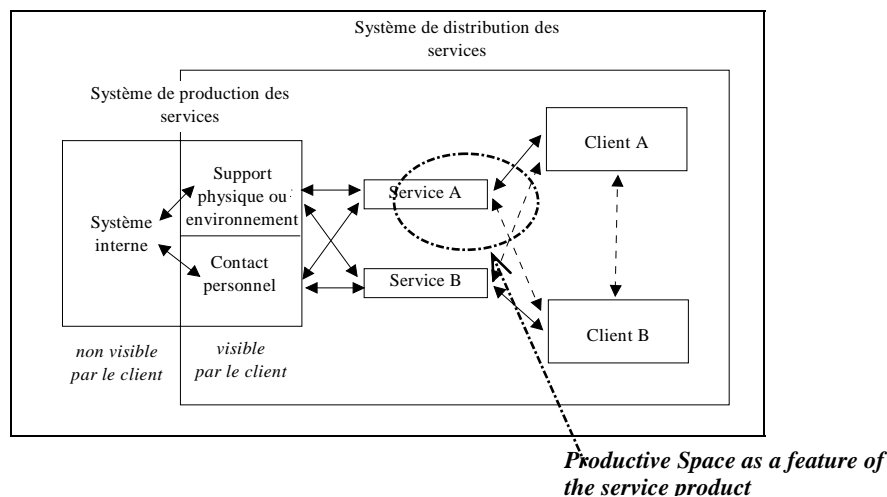 Système de distribution des
services
Système de production des
services
Support
physique ou
environnement
Système
interne
Contact
personnel
Service A
Service B
Client A
Client B
non visible
par le client
visible
par le client
Productive Space as a feature of
the service product